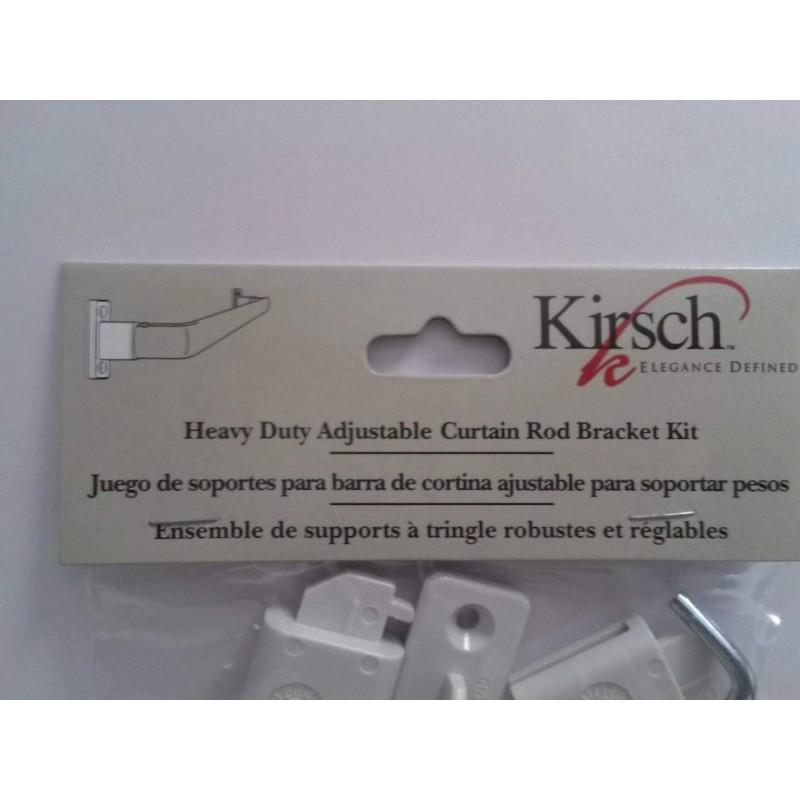 Kirsch™
ELEGANCE DEFINED
Heavy Duty Adjustable Curtain Rod Bracket Kit
Juego de soportes para barra de cortina ajustable para soportar pesos
Ensemble de supports à tringle robustes et réglables